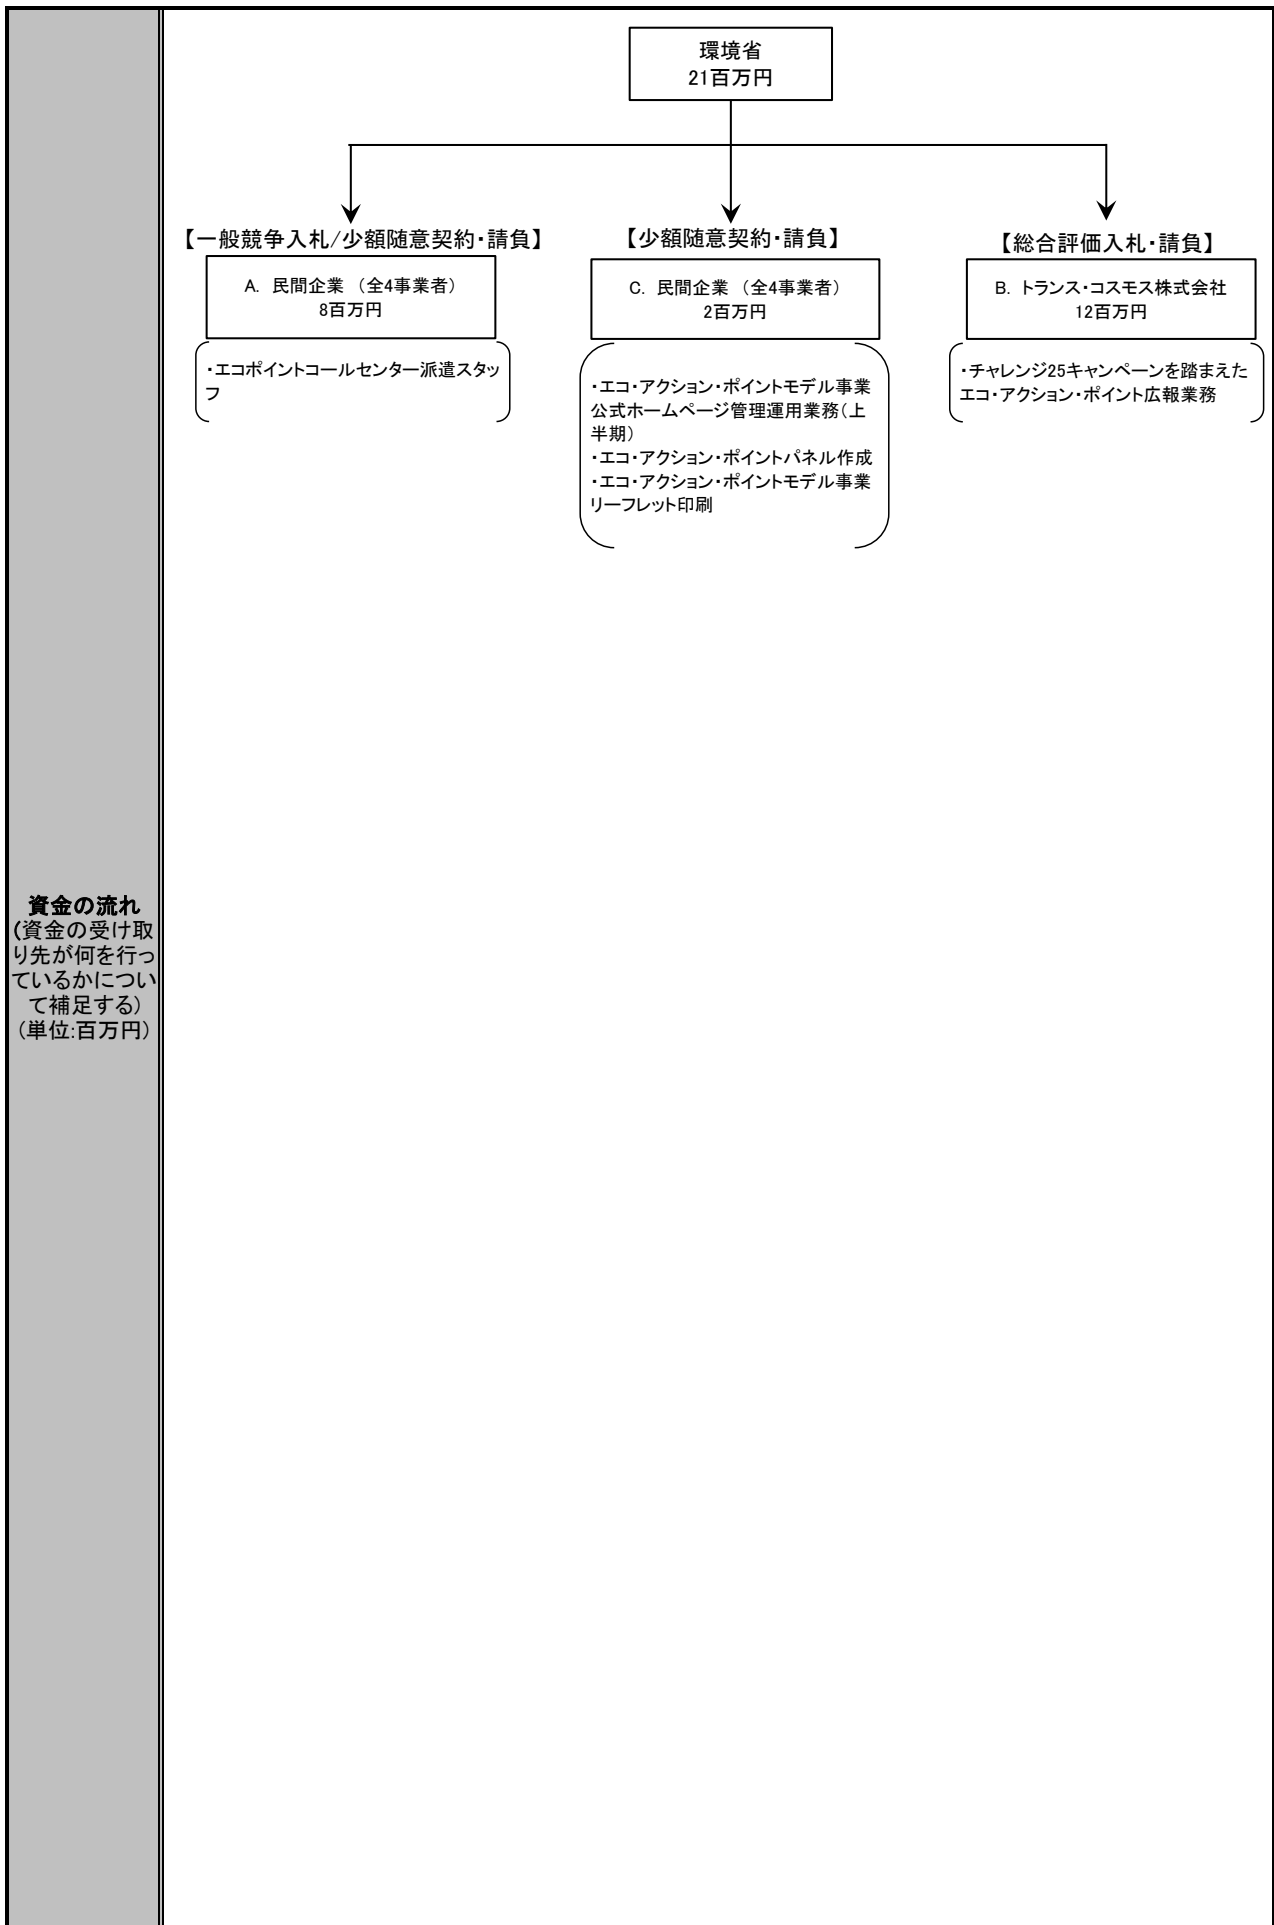 環境省
21百万円
【一般競争入札/少額随意契約・請負】
A. 民間企業 （全4事業者）
8百万円
・エコポイントコールセンター派遣スタッ
フ
【少額随意契約・請負】
C. 民間企業 （全4事業者）
2百万円
・エコ・アクション・ポイントモデル事業
公式ホームページ管理運用業務（上
半期）
・エコ・アクション・ポイントパネル作成
・エコ・アクション・ポイントモデル事業
リーフレット印刷
【総合評価入札・請負】
B. トランス・コスモス株式会社
12百万円
・チャレンジ25キャンペーンを踏まえた
エコ・アクション・ポイント広報業務
資金の流れ
（資金の受け取
り先が何を行っ
ているかについ
て補足する）
（単位:百万円）